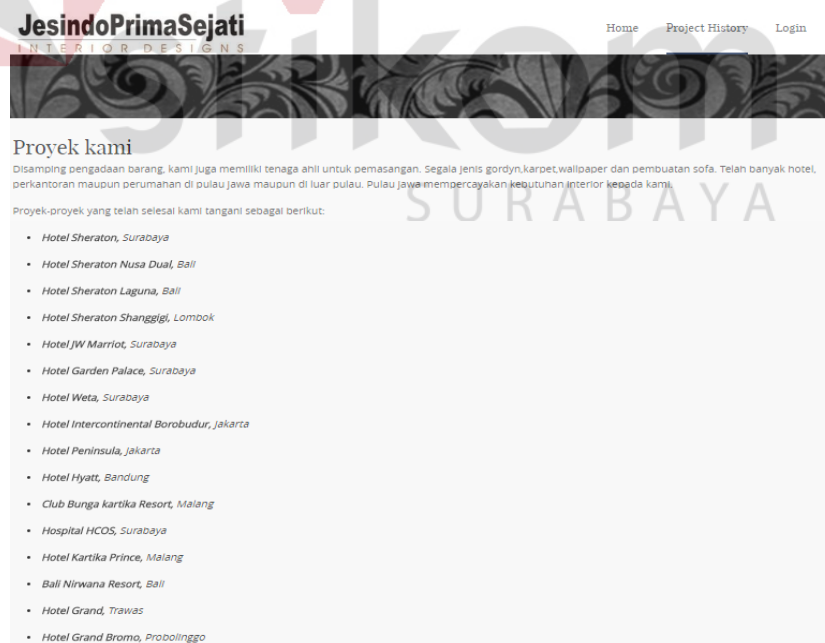 JesindoPrimaSejati
INTERIOR DESIGNS
Home Project History Login
stikom
SURABAYA
Proyek kami
Disamping pengadaan barang, kami juga memiliki tenaga ahli untuk pemasangan. Segala jenis gordyn,karpet,wallpaper dan pembuatan sofa. Telah banyak hotel,
perkantoran maupun perumahan di pulau Jawa maupun di luar pulau. Pulau Jawa mempercayakan kebutuhan interior kepada kami.
Proyek-proyek yang telah selesai kami tangani sebagai berikut:
• Hotel Sheraton, Surabaya
• Hotel Sheraton Nusa Dual, Bali
• Hotel Sheraton Laguna, Bali
• Hotel Sheraton Shanggigi, Lombok
• Hotel JW Marriot, Surabaya
• Hotel Garden Palace, Surabaya
• Hotel Weta, Surabaya
• Hotel Intercontinental Borobudur, Jakarta
• Hotel Peninsula, Jakarta
• Hotel Hyatt, Bandung
• Club Bunga kartika Resort, Malang
• Hospital HCOS, Surabaya
• Hotel Kartika Prince, Malang
• Bali Nirwana Resort, Bali
• Hotel Grand, Trawas
• Hotel Grand Bromo, Probolinggo